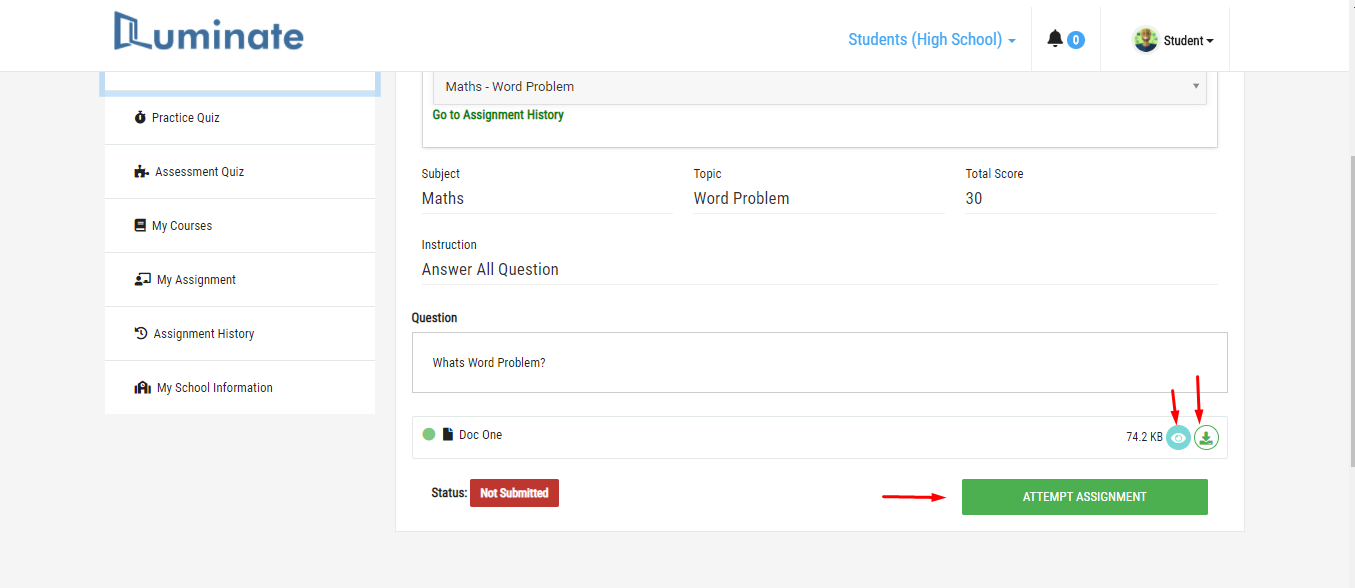 Luminate
Students (High School)
0
Student
Maths - Word Problem
Go to Assignment History
Practice Quiz
Assessment Quiz
My Courses
My Assignment
Assignment History
My School Information
Subject
Topic
Total Score
Maths
Word Problem
30
Instruction
Answer All Question
Question
Whats Word Problem?
Doc One
74.2 KB
Status: Not Submitted
ATTEMPT ASSIGNMENT